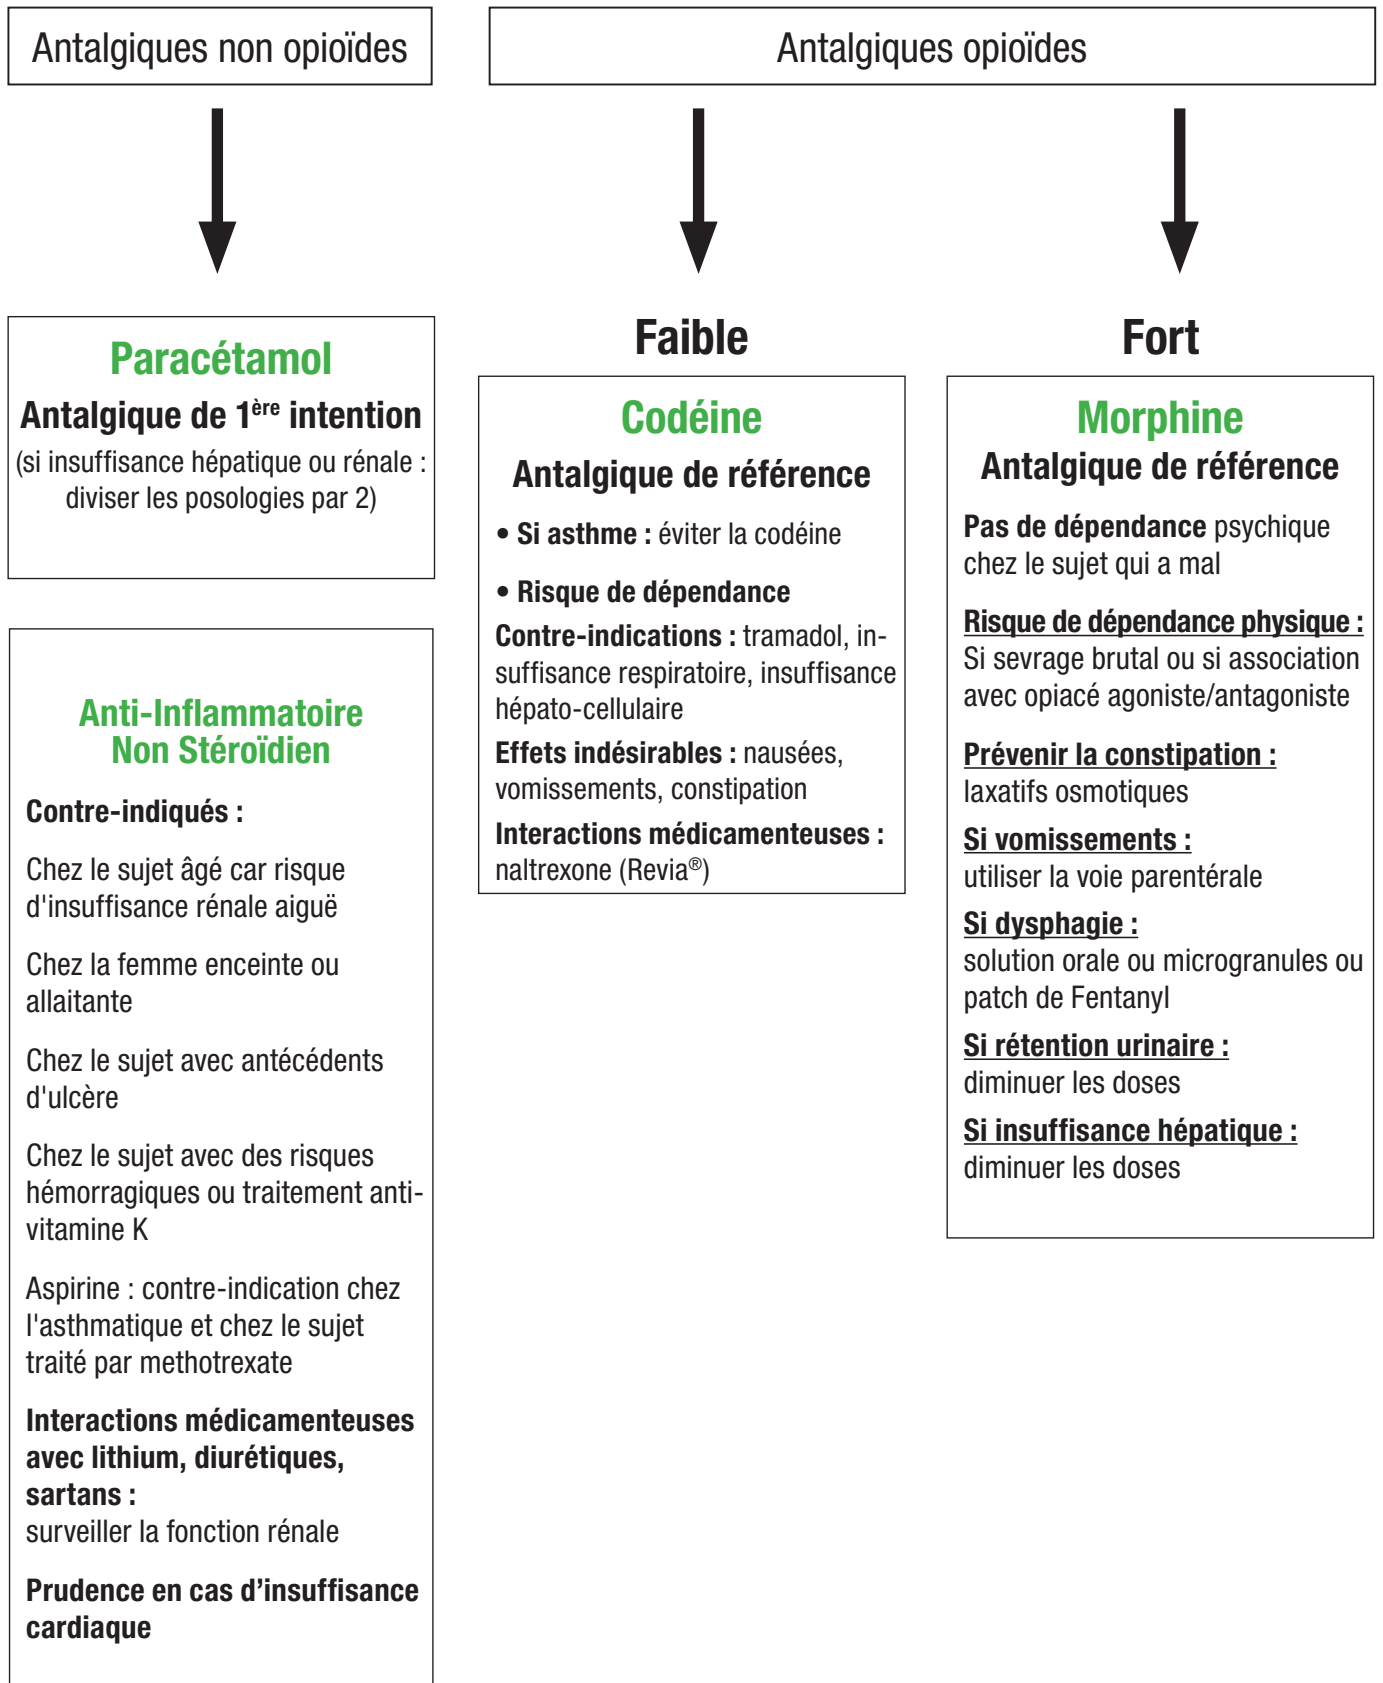 Antalgiques non opioïdes
Antalgiques opioïdes
Paracétamol
Antalgique de 1ère intention
(si insuffisance hépatique ou rénale :
diviser les posologies par 2)
Anti-Inflammatoire
Non Stéroïdien
Contre-indiqués :
Chez le sujet âgé car risque
d'insuffisance rénale aiguë
Chez la femme enceinte ou
allaitante
Chez le sujet avec antécédents
d'ulcère
Chez le sujet avec des risques
hémorragiques ou traitement anti-
vitamine K
Aspirine : contre-indication chez
l'asthmatique et chez le sujet
traité par methotrexate
Interactions médicamenteuses
avec lithium, diurétiques,
sartans :
surveiller la fonction rénale
Prudence en cas d’insuffisance
cardiaque
Faible
Codéine
Antalgique de référence
• Si asthme : éviter la codéine
• Risque de dépendance
Contre-indications : tramadol, in-
suffisance respiratoire, insuffisance
hépato-cellulaire
Effets indésirables : nausées,
vomissements, constipation
Interactions médicamenteuses :
naltrexone (Revia®)
Fort
Morphine
Antalgique de référence
Pas de dépendance psychique
chez le sujet qui a mal
Risque de dépendance physique :
Si sevrage brutal ou si association
avec opiacé agoniste/antagoniste
Prévenir la constipation :
laxatifs osmotiques
Si vomissements :
utiliser la voie parentérale
Si dysphagie :
solution orale ou microgranules ou
patch de Fentanyl
Si rétention urinaire :
diminuer les doses
Si insuffisance hépatique :
diminuer les doses